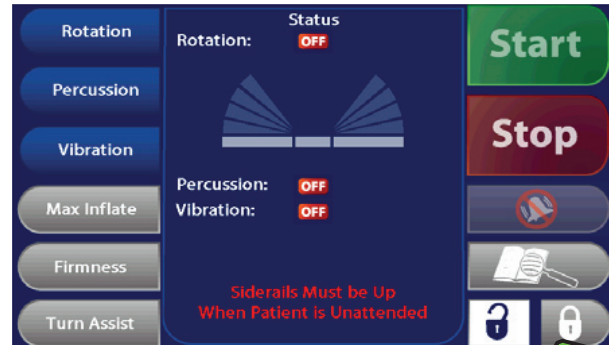 Rotation
Percussion
Vibration
Max Inflate
Firmness
Turn Assist
Status
Rotation: OFF
Percussion: OFF
Vibration: OFF
Siderails Must be Up
When Patient is Unattended
Start
Stop